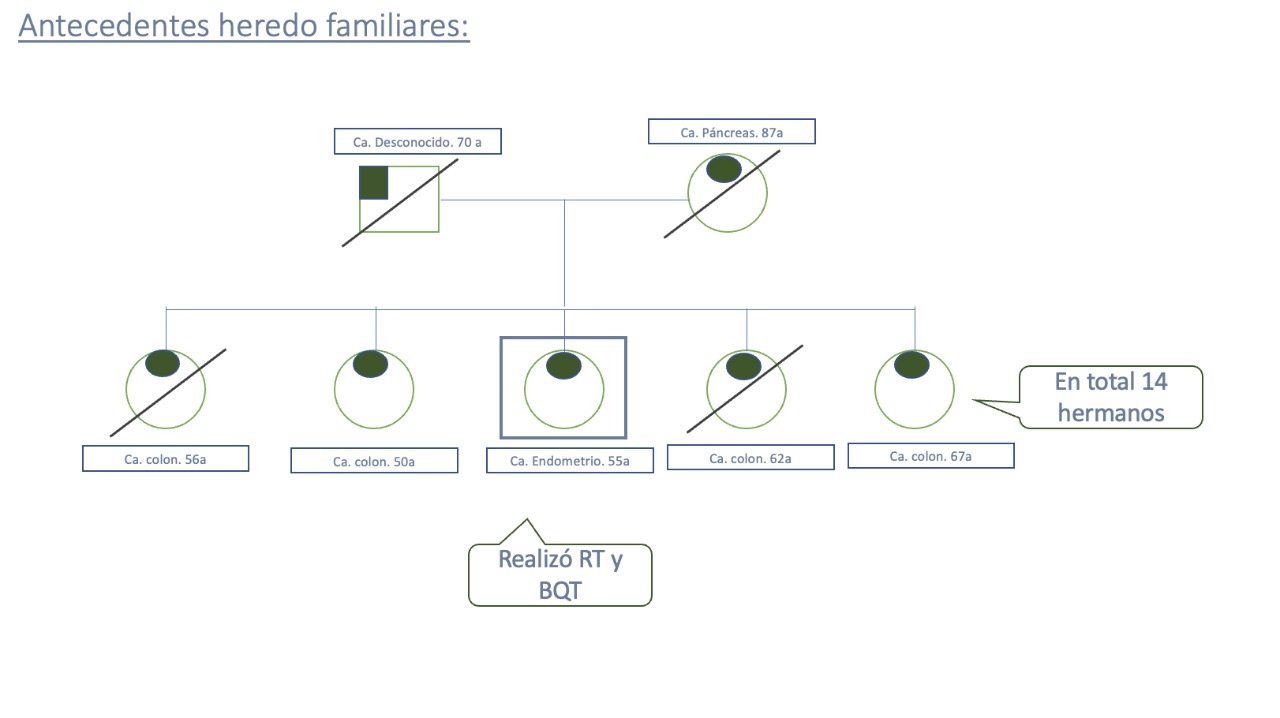 Antecedentes heredo familiares:
Ca. Desconocido. 70 a
Ca. Páncreas. 87a
En total 14
hermanos
Ca. colon. 56a
Ca. colon. 50a
Ca. Endometrio. 55a
Ca. colon. 62a
Ca. colon. 67a
Realizó RT y
BQT